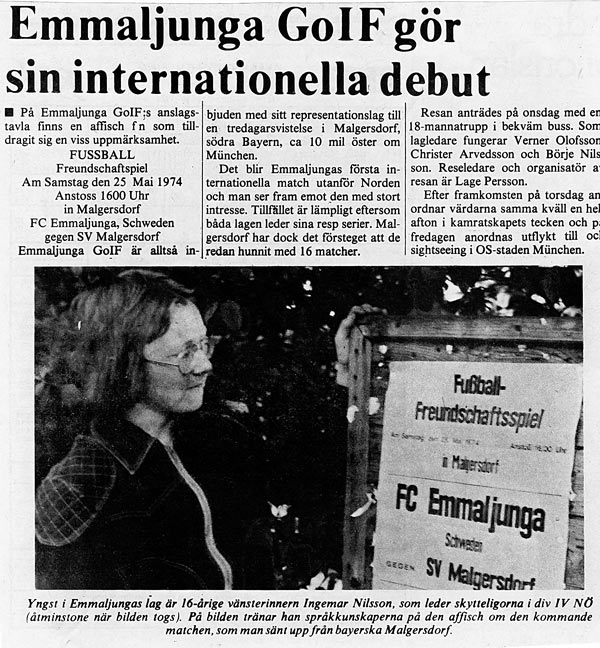 Emmaljunga GoIF gör
sin internationella debut
■ På Emmaljunga GoIF:s anslags-
tavla finns en affisch f n som till-
dragit sig en viss uppmärksamhet.
FUSSBALL
Freundschaftspiel
Am Samstag den 25 Mai 1974
Anstoss 1600 Uhr
in Malgersdorf
FC Emmaljunga, Schweden
gegen SV Malgersdorf
Emmaljunga GoIF är alltså in-
bjuden med sitt representationslag till
en tredagarsvistelse i Malgersdorf,
södra Bayern, ca 10 mil öster om
München.
Det blir Emmaljungas första in-
ternationella match utanför Norden
och man ser fram emot den med stort
intresse. Tillfället är lämpligt eftersom
båda lagen leder sina resp serier. Mal-
gersdorf har dock det försteget att de
redan hunnit med 16 matcher.
Resan anträdes på onsdag med en
18-mannatrupp i bekväm buss. Som
lagledare fungerar Verner Olofsson,
Christer Arvedsson och Börje Nils-
son. Reseledare och organisatör av
resan är Lage Persson.
Efter framkomsten på torsdag an-
ordnar värdarna samma kväll en hel
afton i kamratskapets tecken och på
fredagen anordnas utflykt till och
sightseeing i OS-staden München.
Fußball-
Freundschaftsspiel
Am Samstag, den 25. Mai 1974 Anstoß 16.00 Uhr
in Malgersdorf
FC Emmaljunga
Schweden
GEGEN SV Malgersdorf
Yngst i Emmaljungas lag är 16-årige vänsterinnern Ingemar Nilsson, som leder skytteligorna i div IV NÖ
(åtminstone när bilden togs). På bilden tränar han språkkunskaperna på den affisch om den kommande
matchen, som man sänt upp från bayerska Malgersdorf.